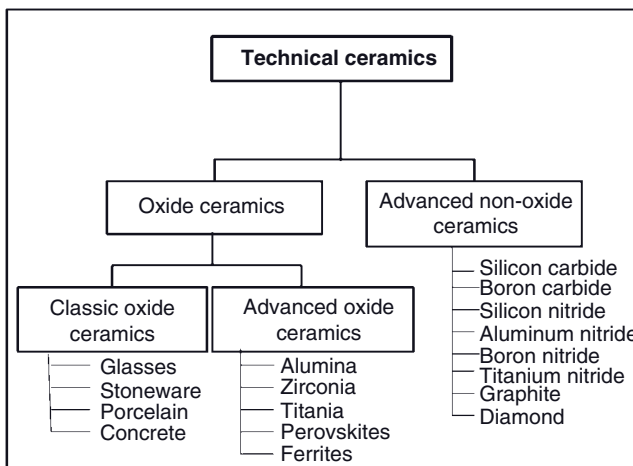 Technical ceramics
Oxide ceramics
Advanced non-oxide
ceramics
Classic oxide
ceramics
Advanced oxide
ceramics
Glasses
Stoneware
Porcelain
Concrete
Alumina
Zirconia
Titania
Perovskites
Ferrites
Silicon carbide
Boron carbide
Silicon nitride
Aluminum nitride
Boron nitride
Titanium nitride
Graphite
Diamond